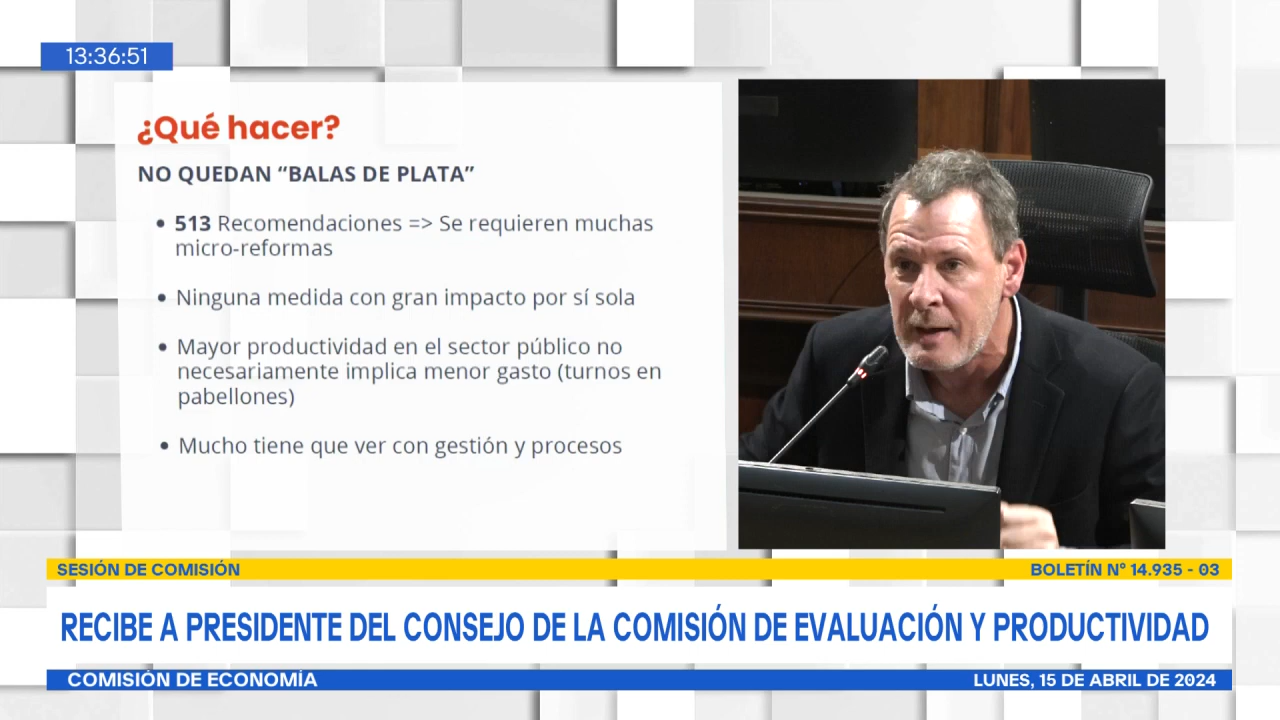 13:36:51
¿Qué hacer?
NO QUEDAN “BALAS DE PLATA”
• 513 Recomendaciones => Se requieren muchas
micro-reformas
• Ninguna medida con gran impacto por sí sola
• Mayor productividad en el sector público no
necesariamente implica menor gasto (turnos en
pabellones)
• Mucho tiene que ver con gestión y procesos
SESIÓN DE COMISIÓN
BOLETÍN N° 14.935 - 03
RECIBE A PRESIDENTE DEL CONSEJO DE LA COMISIÓN DE EVALUACIÓN Y PRODUCTIVIDAD
COMISIÓN DE ECONOMÍA
LUNES, 15 DE ABRIL DE 2024